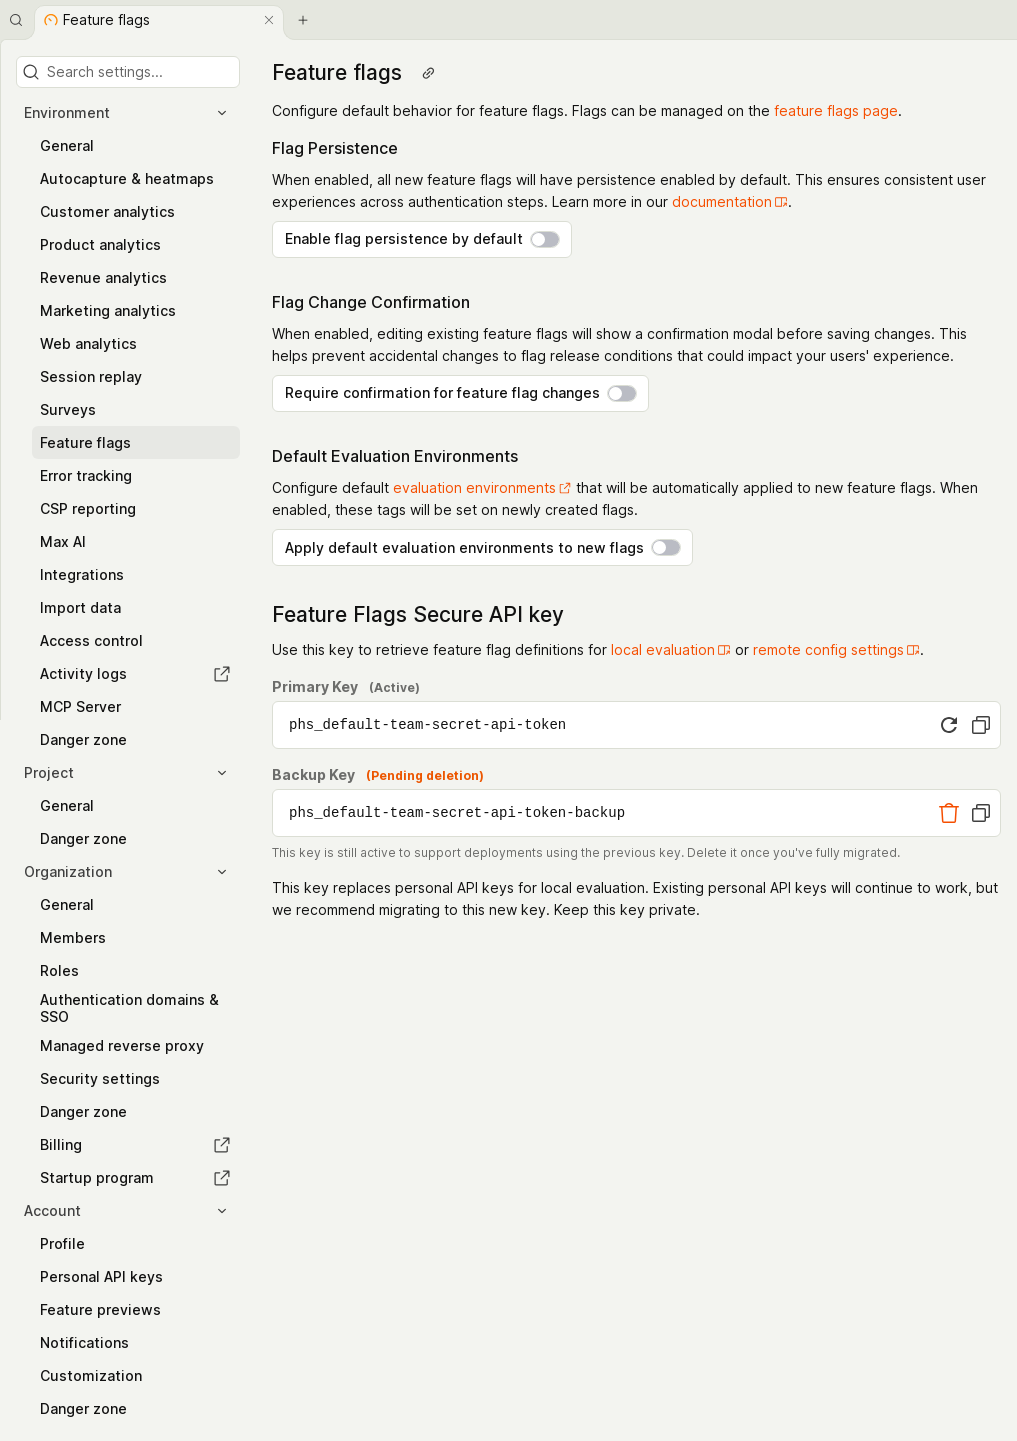 Feature flags
Search settings...
Environment
General
Autocapture & heatmaps
Customer analytics
Product analytics
Revenue analytics
Marketing analytics
Web analytics
Session replay
Surveys
Feature flags
Error tracking
CSP reporting
Max AI
Integrations
Import data
Access control
Activity logs
MCP Server
Danger zone
Project
General
Danger zone
Organization
General
Members
Roles
Authentication domains &
SSO
Managed reverse proxy
Security settings
Danger zone
Billing
Startup program
Account
Profile
Personal API keys
Feature previews
Notifications
Customization
Danger zone
Feature flags
Configure default behavior for feature flags. Flags can be managed on the feature flags page.
Flag Persistence
When enabled, all new feature flags will have persistence enabled by default. This ensures consistent user
experiences across authentication steps. Learn more in our documentation.
Enable flag persistence by default
Flag Change Confirmation
When enabled, editing existing feature flags will show a confirmation modal before saving changes. This
helps prevent accidental changes to flag release conditions that could impact your users' experience.
Require confirmation for feature flag changes
Default Evaluation Environments
Configure default evaluation environments that will be automatically applied to new feature flags. When
enabled, these tags will be set on newly created flags.
Apply default evaluation environments to new flags
Feature Flags Secure API key
Use this key to retrieve feature flag definitions for local evaluation or remote config settings.
Primary Key (Active)
phs_default-team-secret-api-token
Backup Key (Pending deletion)
phs_default-team-secret-api-token-backup
This key is still active to support deployments using the previous key. Delete it once you've fully migrated.
This key replaces personal API keys for local evaluation. Existing personal API keys will continue to work, but
we recommend migrating to this new key. Keep this key private.